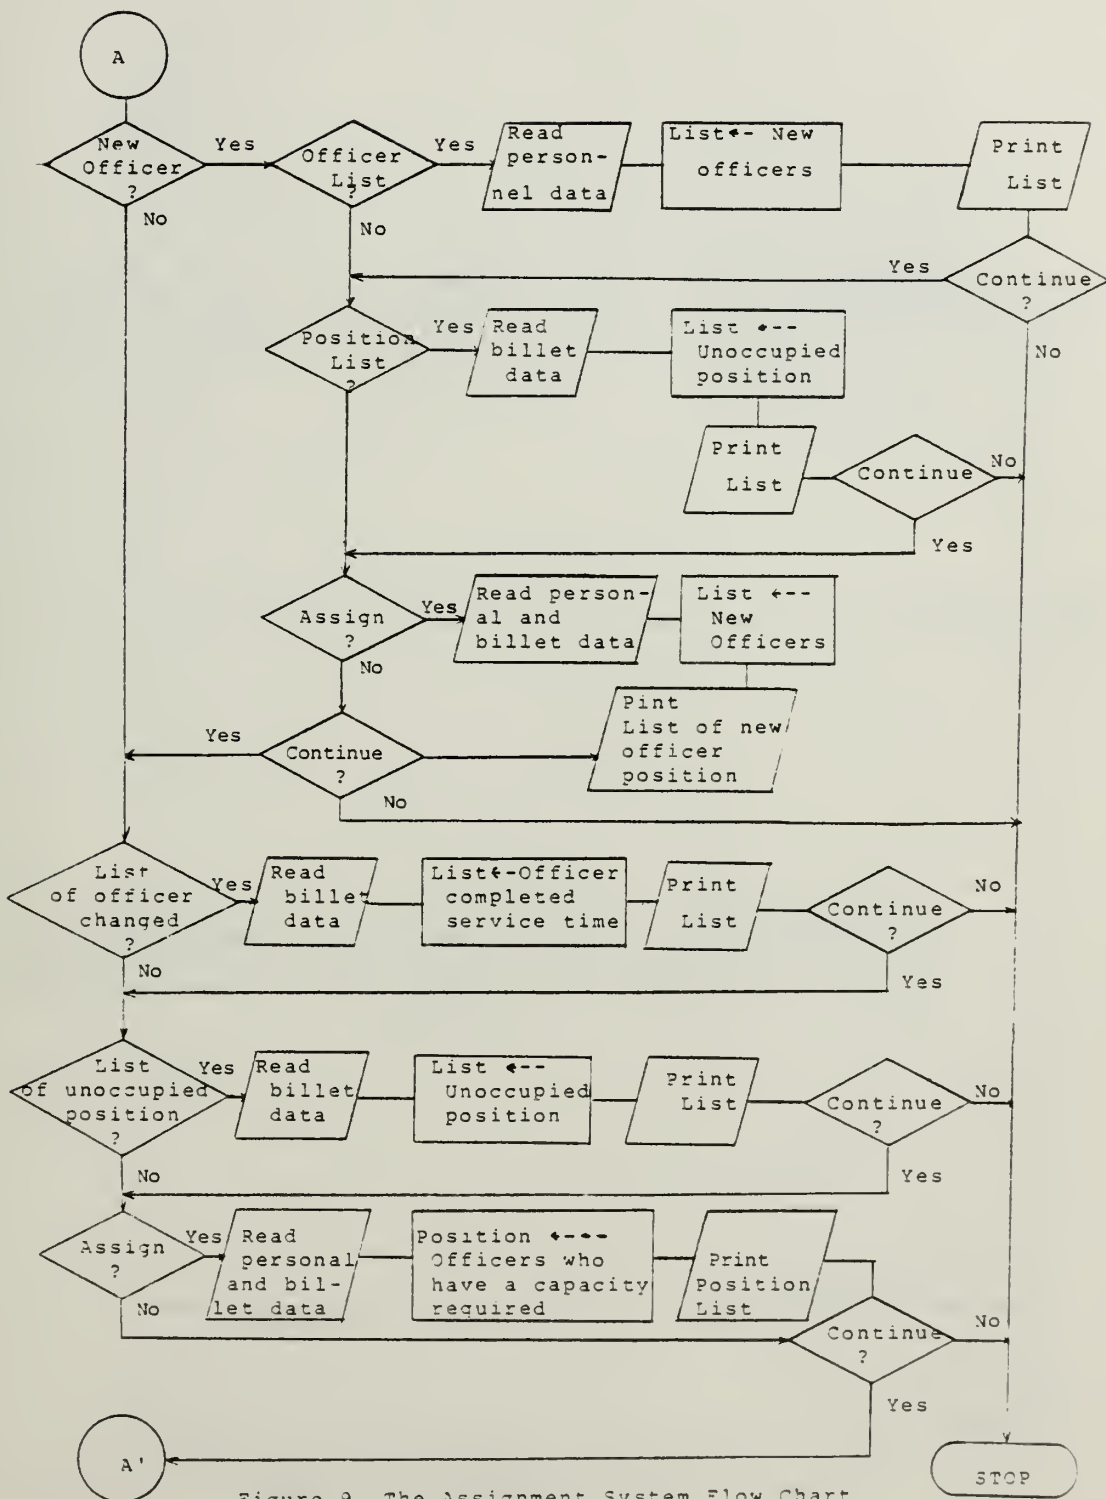 A
New
Officer
?
Yes
No
Officer
List
?
Yes
No
Read
person-
nel data
List<- New
officers
Print
List
Continue
?
Yes
No
Position
List
?
Yes
Read
billet
data
List <---
Unoccupied
position
Print
List
Continue
No
Yes
Assign
?
Yes
No
Read person-
al and
billet data
List <---
New
Officers
Pint
List of new
officer
position
Continue
?
Yes
No
List
of officer
changed
?
Yes
No
Read
billet
data
List<-Officer
completed
service time
Print
List
Continue
?
No
Yes
List
of unoccupied
position
?
Yes
No
Read
billet
data
List <---
Unoccupied
position
Print
List
Continue
?
No
Yes
Assign
?
Yes
No
Read
personal
and bil-
let data
Position <----
Officers who
have a capacity
required
Print
Position
List
Continue
?
No
Yes
A'
STOP
Figure 9 The Assignment System Flow Chart